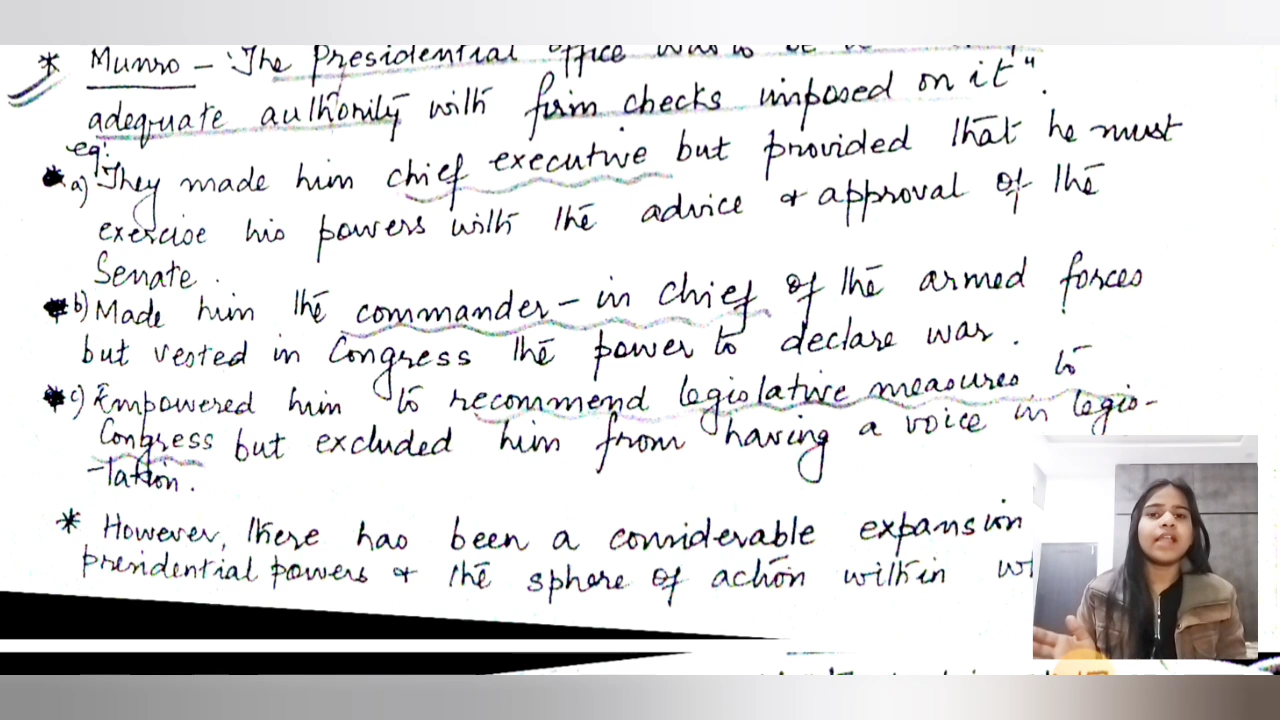 * Munro - "The Presidential office was to be
adequate authority with firm checks imposed on it".
eg:
a) They made him chief executive but provided that he must
exercise his powers with the advice & approval of the
Senate.
b) Made him the commander-in chief of the armed forces
but vested in Congress the power to declare war.
c) Empowered him to recommend legislative measures to
Congress but excluded him from having a voice in legis-
-lation.
* However, there has been a considerable expansion
presidential powers & the sphere of action within